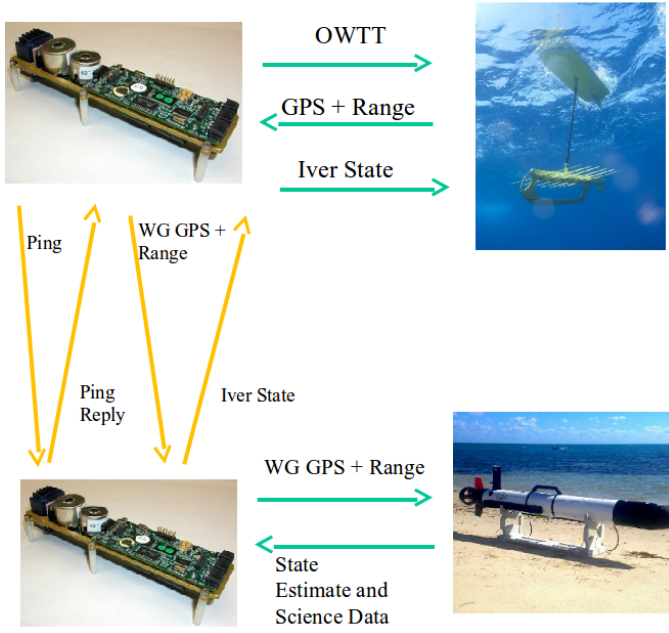 OWTT
GPS + Range
Iver State
Ping
WG GPS +
Range
Ping
Reply
Iver State
WG GPS + Range
State
Estimate and
Science Data